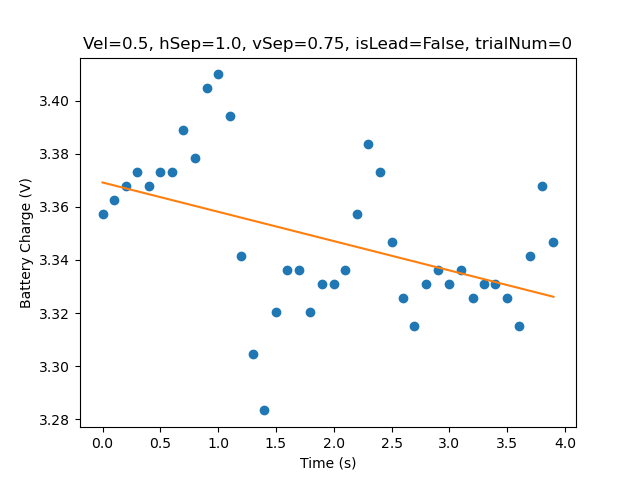 Vel=0.5, hSep=1.0, vSep=0.75, isLead=False, trialNum=0
Battery Charge (V)
3.40
3.38
3.36
3.34
3.32
3.30
3.28
0.0 0.5 1.0 1.5 2.0 2.5 3.0 3.5 4.0
Time (s)